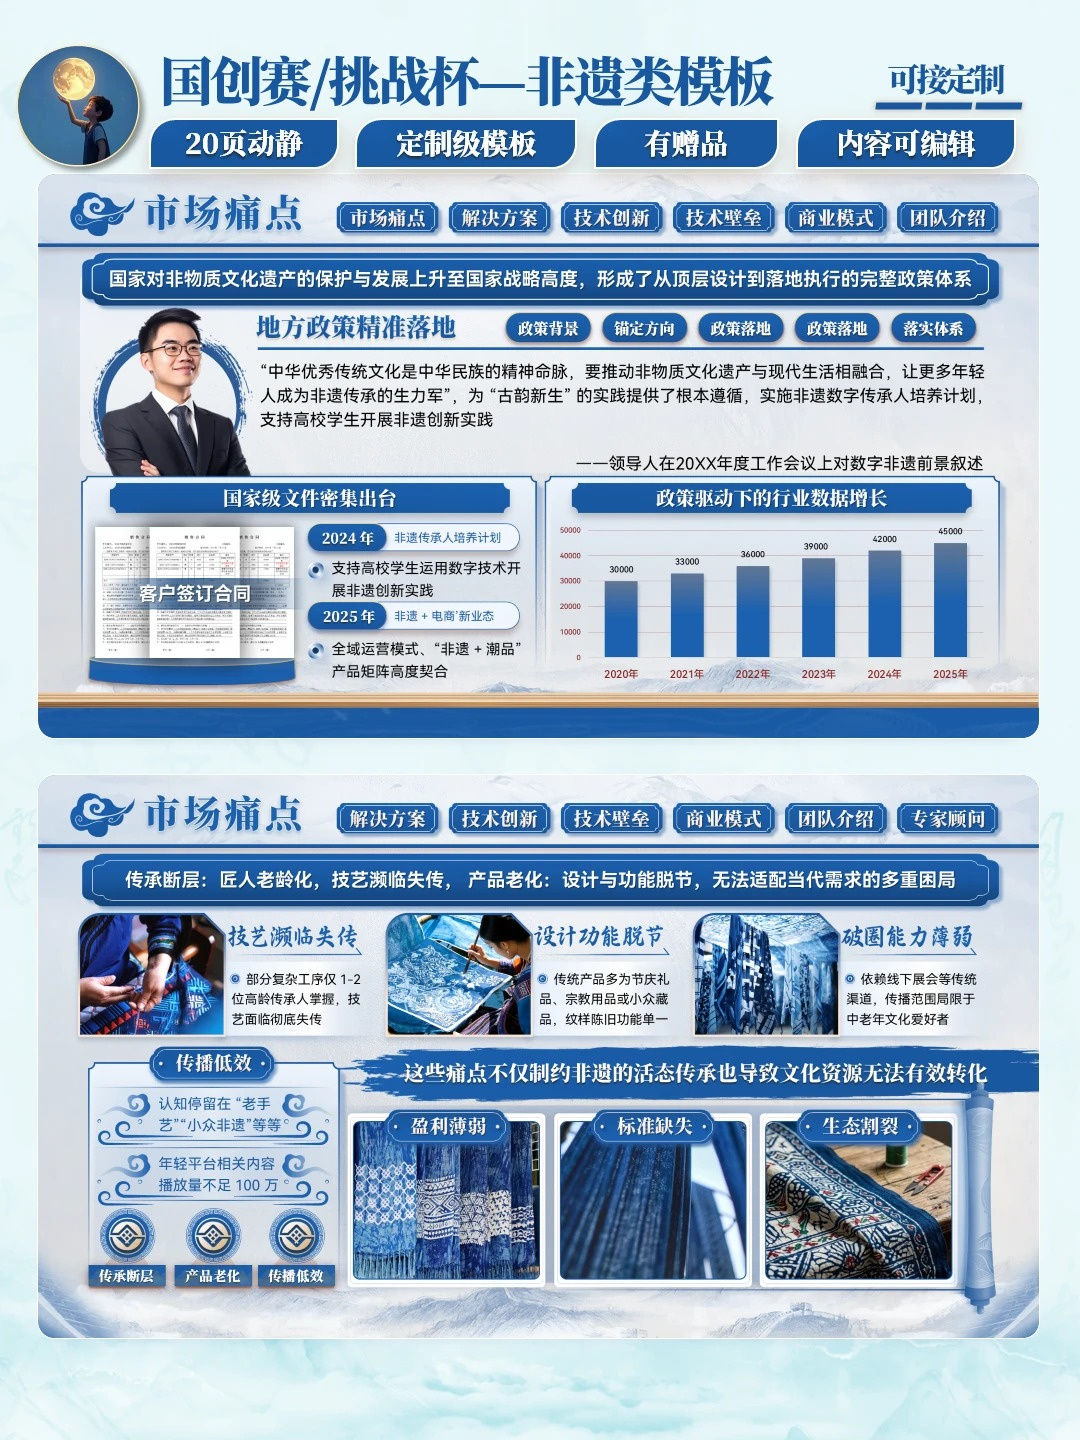 国创赛/挑战杯—非遗类模板
可接定制
20页动静
定制级模板
有赠品
内容可编辑
市场痛点
市场痛点
解决方案
技术创新
技术壁垒
商业模式
团队介绍
国家对非物质文化遗产的保护与发展上升至国家战略高度，形成了从顶层设计到落地执行的完整政策体系
地方政策精准落地
政策背景
锚定方向
政策落地
政策落地
落实体系
“中华优秀传统文化是中华民族的精神命脉，要推动非物质文化遗产与现代生活相融合，让更多年轻
人成为非遗传承的生力军”，为 “古韵新生” 的实践提供了根本遵循，实施非遗数字传承人培养计划，
支持高校学生开展非遗创新实践
——领导人在20XX年度工作会议上对数字非遗前景叙述
国家级文件密集出台
客户签订合同
2024 年
非遗传承人培养计划
支持高校学生运用数字技术开
展非遗创新实践
2025 年
非遗 + 电商"新业态
全域运营模式、“非遗 + 潮品”
产品矩阵高度契合
政策驱动下的行业数据增长
50000
40000
30000
20000
10000
0
30000
33000
36000
39000
42000
45000
2020年
2021年
2022年
2023年
2024年
2025年
市场痛点
解决方案
技术创新
技术壁垒
商业模式
团队介绍
专家顾问
传承断层：匠人老龄化，技艺濒临失传， 产品老化：设计与功能脱节，无法适配当代需求的多重困局
技艺濒临失传
部分复杂工序仅 1-2
位高龄传承人掌握，技
艺面临彻底失传
设计功能脱节
传统产品多为节庆礼
品、宗教用品或小众藏
品，纹样陈旧功能单一
破圈能力薄弱
依赖线下展会等传统
渠道，传播范围局限于
中老年文化爱好者
传播低效
认知停留在 “老手
艺”“小众非遗”等等
年轻平台相关内容
播放量不足 100 万
传承断层
产品老化
传播低效
这些痛点不仅制约非遗的活态传承也导致文化资源无法有效转化
盈利薄弱
标准缺失
生态割裂